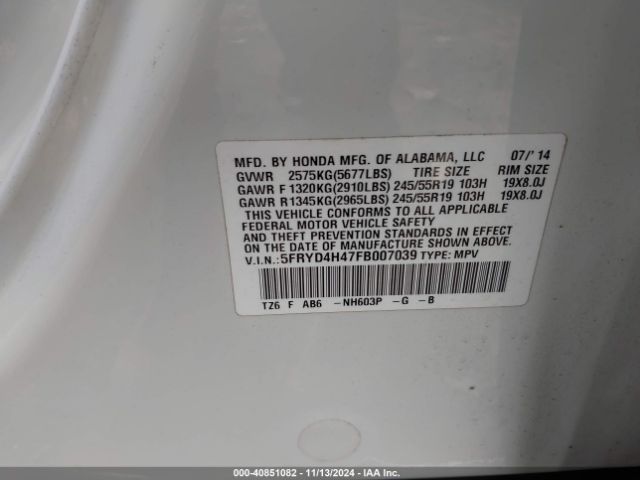 MFD. BY HONDA MFG. OF ALABAMA, LLC 07/'14
GVWR 2575KG(5677LBS) TIRE SIZE RIM SIZE
GAWR F 1320KG(2910LBS) 245/55R19 103H 19X8.0J
GAWR R1345KG(2965LBS) 245/55R19 103H 19X8.0J
THIS VEHICLE CONFORMS TO ALL APPLICABLE
FEDERAL MOTOR VEHICLE SAFETY
AND THEFT PREVENTION STANDARDS IN EFFECT
ON THE DATE OF MANUFACTURE SHOWN ABOVE.
V.I.N.: 5FRYD4H47FB007039 TYPE: MPV
TZ6 F AB6 -NH603P -G -B
000-40851082 - 11/13/2024 - IAA Inc.